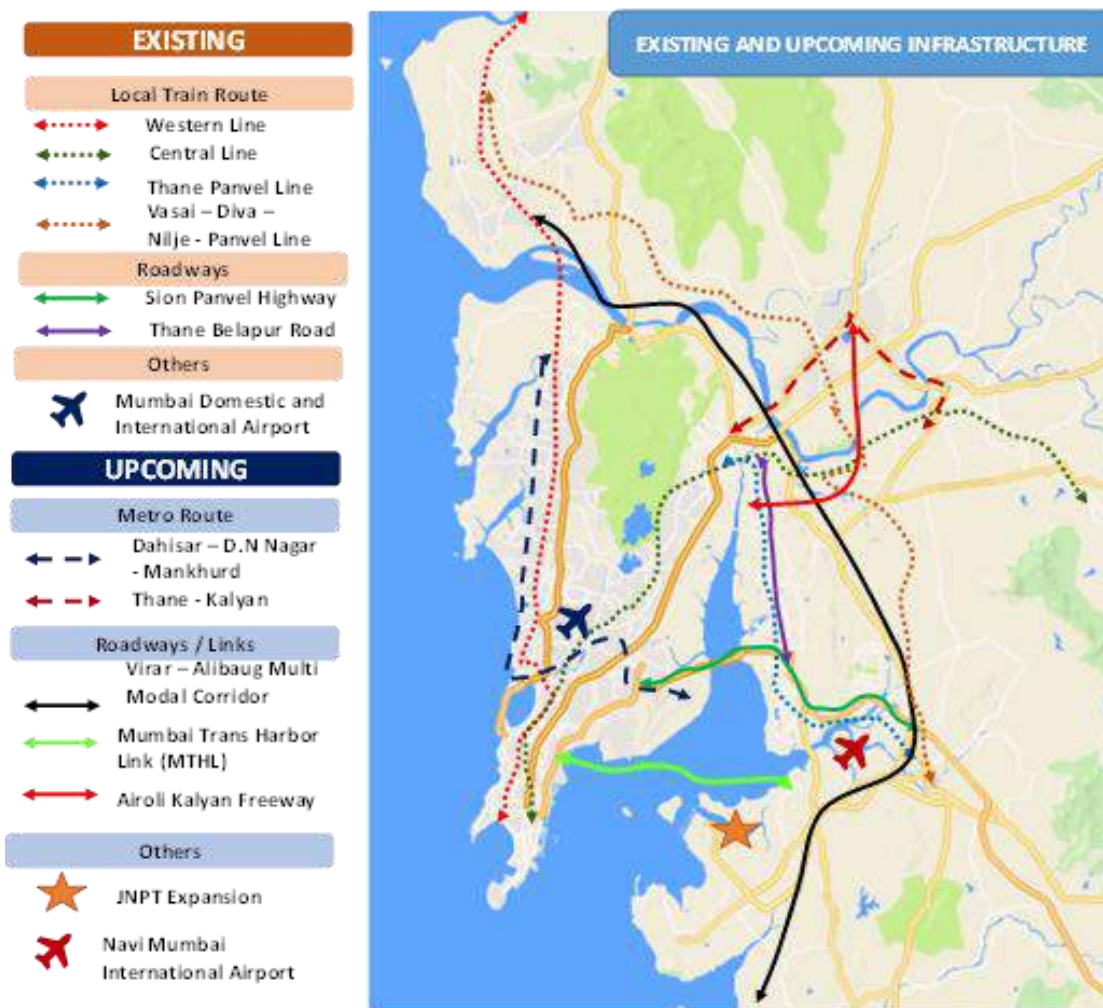 EXISTING
EXISTING AND UPCOMING INFRASTRUCTURE
Local Train Route
Western Line
Central Line
Thane Panvel Line
Vasai – Diva –
Nilje - Panvel Line
Roadways
Sion Panvel Highway
Thane Belapur Road
Others
Mumbai Domestic and
International Airport
UPCOMING
Metro Route
Dahisar – D.N Nagar
- Mankhurd
Thane - Kalyan
Roadways / Links
Virar – Alibaug Multi
Modal Corridor
Mumbai Trans Harbor
Link (MTHL)
Airoli Kalyan Freeway
Others
JNPT Expansion
Navi Mumbai
International Airport